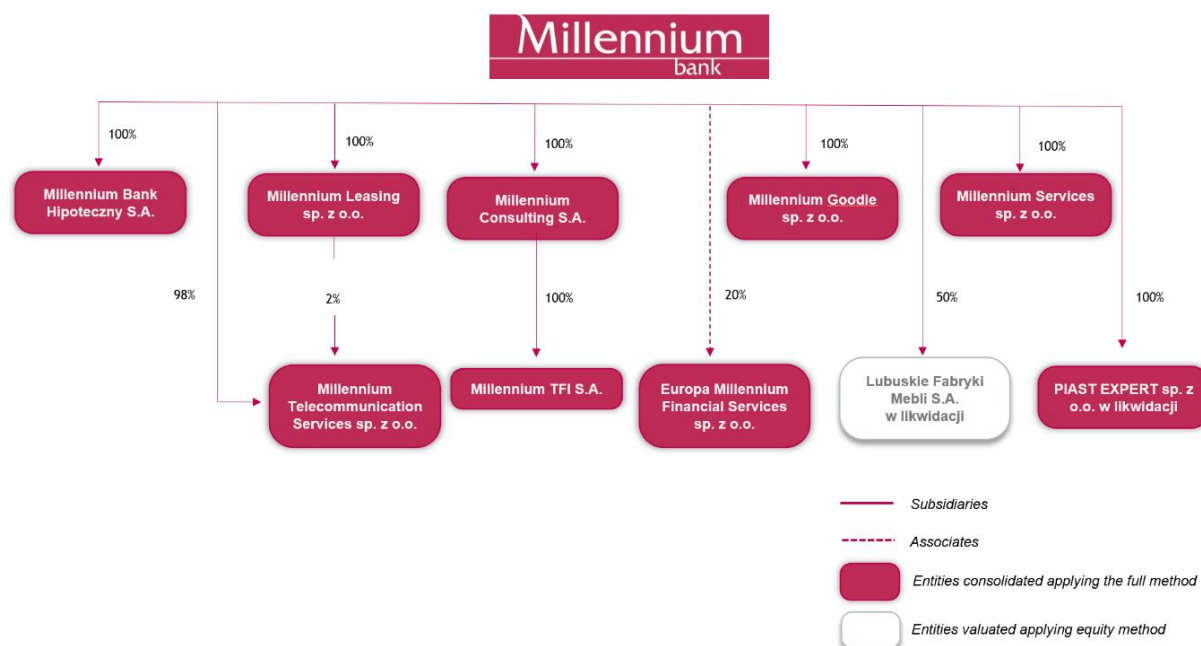 Millennium
bank
100%
100%
100%
100%
100%
Millennium Bank
Hipoteczny S.A.
Millennium Leasing
sp. z o.o.
Millennium
Consulting S.A.
Millennium Goodie
sp. z o.o.
Millennium Services
sp. z o.o.
98%
2%
100%
20%
50%
100%
Millennium
Telecommunication
Services sp. z o.o.
Millennium TFI S.A.
Europa Millennium
Financial Services
sp. z o.o.
Lubuskie Fabryki
Mebli S.A.
w likwidacji
PIAST EXPERT sp. z
o.o. w likwidacji
Subsidiaries
Associates
Entities consolidated applying the full method
Entities valuated applying equity method